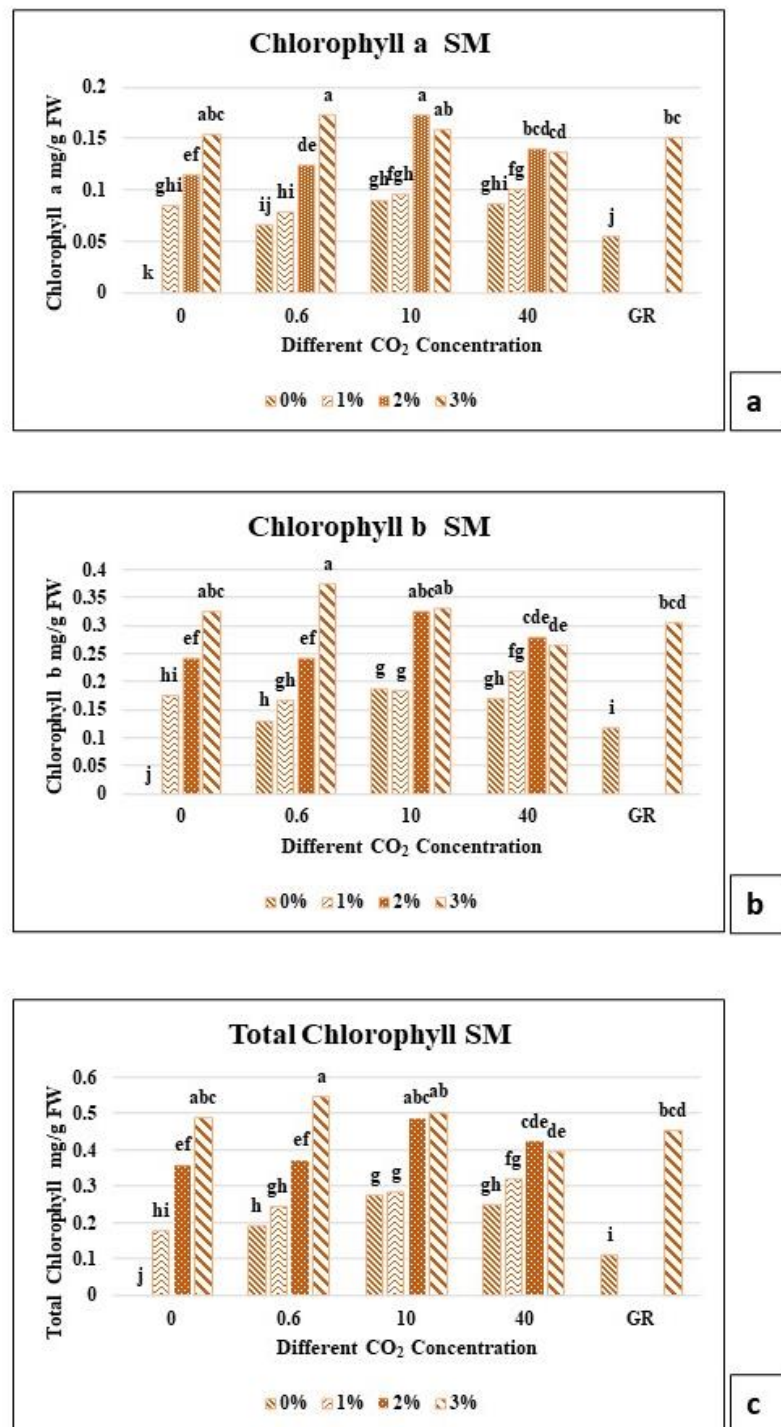 Chlorophyll a SM
Chlorophyll a mg/g FW
0.2
0.15
0.1
0.05
0
k ghi ef abc
ij hi de a
gh fgh a ab
ghi fg bcd cd
j bc
0 0.6 10 40 GR
Different CO₂ Concentration
0% 1% 2% 3%
a
Chlorophyll b SM
Chlorophyll b mg/g FW
0.4
0.35
0.3
0.25
0.2
0.15
0.1
0.05
0
j hi ef abc
h gh ef a
g g abc ab
gh fg cde de
i bcd
0 0.6 10 40 GR
Different CO₂ Concentration
0% 1% 2% 3%
b
Total Chlorophyll SM
Total Chlorophyll mg/g FW
0.6
0.5
0.4
0.3
0.2
0.1
0
j hi ef abc
h gh ef a
g g abc ab
gh fg cde de
i bcd
0 0.6 10 40 GR
Different CO₂ Concentration
0% 1% 2% 3%
c